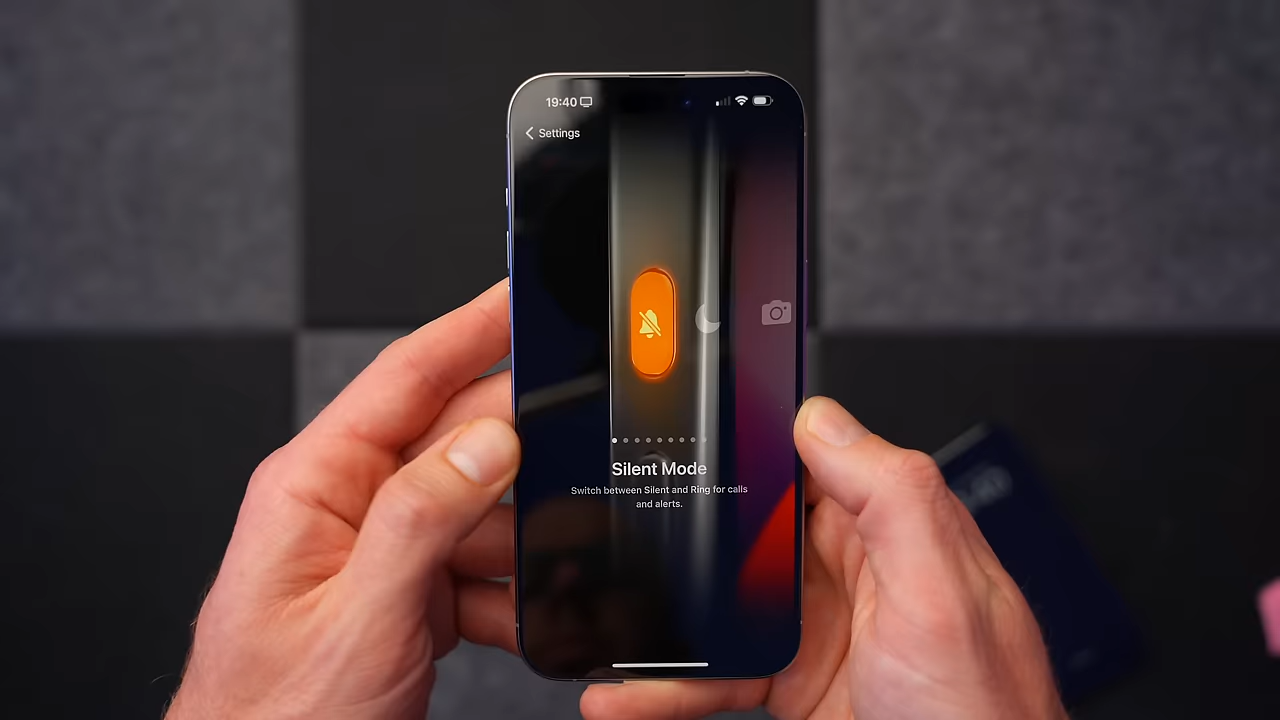 19:40
Settings
Silent Mode
Switch between Silent and Ring for calls
and alerts.